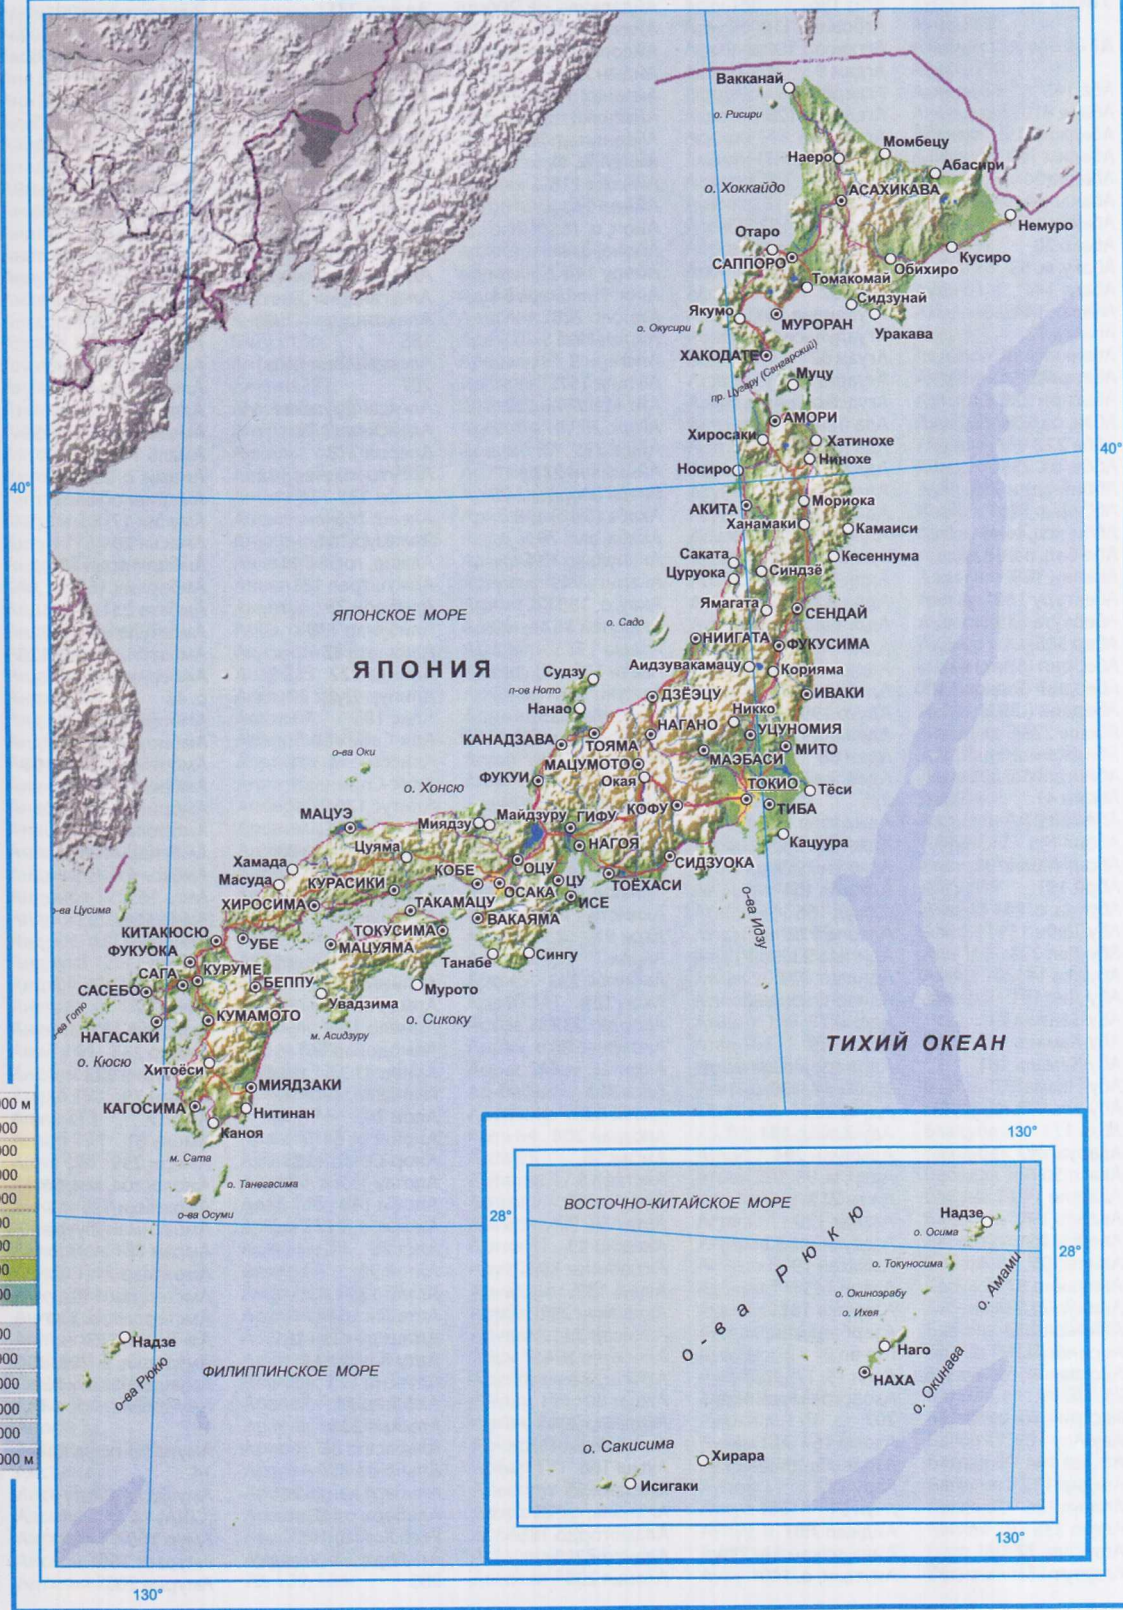 Вакканай
о. Рисири
Момбецу
Наеро
Абасири
о. Хоккайдо
АСАХИКАВА
Немуро
Отаро
Кусиро
САППОРО
Обихиро
Томакомай
Сидзунай
Якумо
МУРОРАН
о. Окусири
Уракава
ХАКОДАТЕ
пр. Цугару (Сангарский)
Муцу
АМОРИ
Хиросаки
Хатинохе
40°
Нинохе
Носиро
40°
Мориока
АКИТА
Ханамаки
Камаиси
Саката
Кесеннума
Цуруока
Синдзё
Ямагата
ЯПОНСКОЕ МОРЕ
СЕНДАЙ
о. Садо
НИИГАТА
ФУКУСИМА
ЯПОНИЯ
Аидзувакамацу
Судзу
Корияма
п-ов Ното
ДЗЁЭЦУ
ИВАКИ
Нанао
Никко
НАГАНО
УЦУНОМИЯ
КАНАДЗАВА
ТОЯМА
МИТО
о-ва Оки
МАЭБАСИ
МАЦУМОТО
ФУКУИ
Окая
ТОКИО
о. Хонсю
Тёси
КОФУ
ТИБА
МАЦУЭ
Майдзуру
ГИФУ
Миядзу
Кацуура
НАГОЯ
Цуяма
Хамада
СИДЗУОКА
КОБЕ
ОЦУ
Масуда
КУРАСИКИ
ЦУ
ТОЁХАСИ
ОСАКА
ИСЕ
ХИРОСИМА
ТАКАМАЦУ
о-ва Цусима
ВАКАЯМА
о-ва Идзу
КИТАКЮСЮ
ТОКУСИМА
УБЕ
МАЦУЯМА
ФУКУОКА
Сингу
Танабе
КУРУМЕ
САГА
БЕППУ
САСЕБО
Мурото
Увадзима
о-ва Гото
КУМАМОТО
о. Сикоку
НАГАСАКИ
м. Асидзуру
ТИХИЙ ОКЕАН
о. Кюсю
Хитоёси
МИЯДЗАКИ
КАГОСИМА
Нитинан
Каноя
м. Сата
о. Танегасима
о-ва Осуми
28°
130°
ВОСТОЧНО-КИТАЙСКОЕ МОРЕ
Надзе
о. Осима
28°
о-ва Рюкю
о. Токуносима
о. Амами
о. Окиноэрабу
о. Ихея
Наго
НАХА
о. Окинава
о. Сакисима
Хирара
Исигаки
130°
Надзе
о-ва Рюкю
ФИЛИППИНСКОЕ МОРЕ
130°